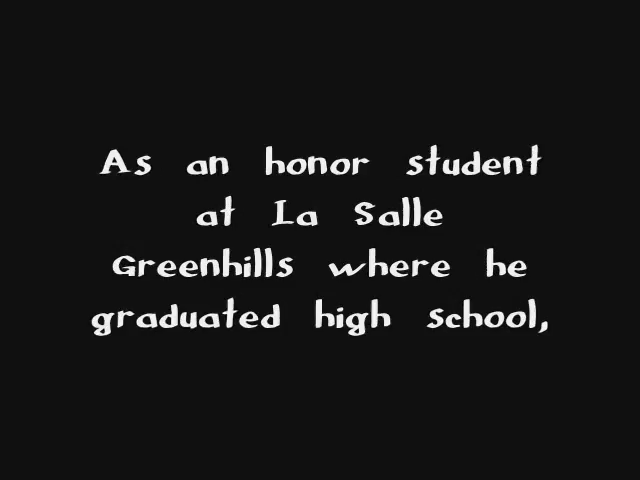 As an honor student
at La Salle
Greenhills where he
graduated high school,